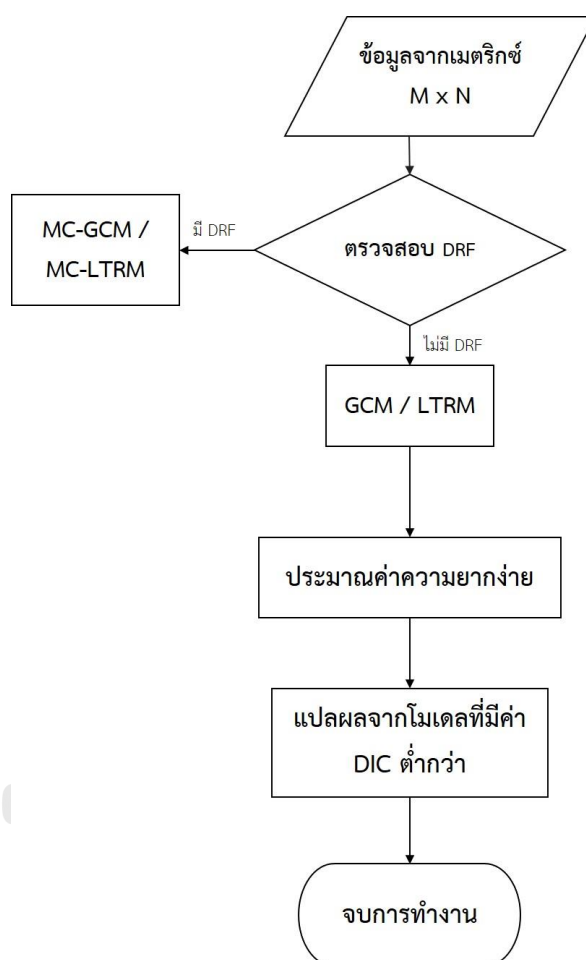 ข้อมูลจากเมตริกซ์
M x N
ตรวจสอบ DRF
มี DRF
MC-GCM /
MC-LTRM
ไม่มี DRF
GCM / LTRM
ประมาณค่าความยากง่าย
แปลผลจากโมเดลที่มีค่า
DIC ต่ำกว่า
จบการทำงาน